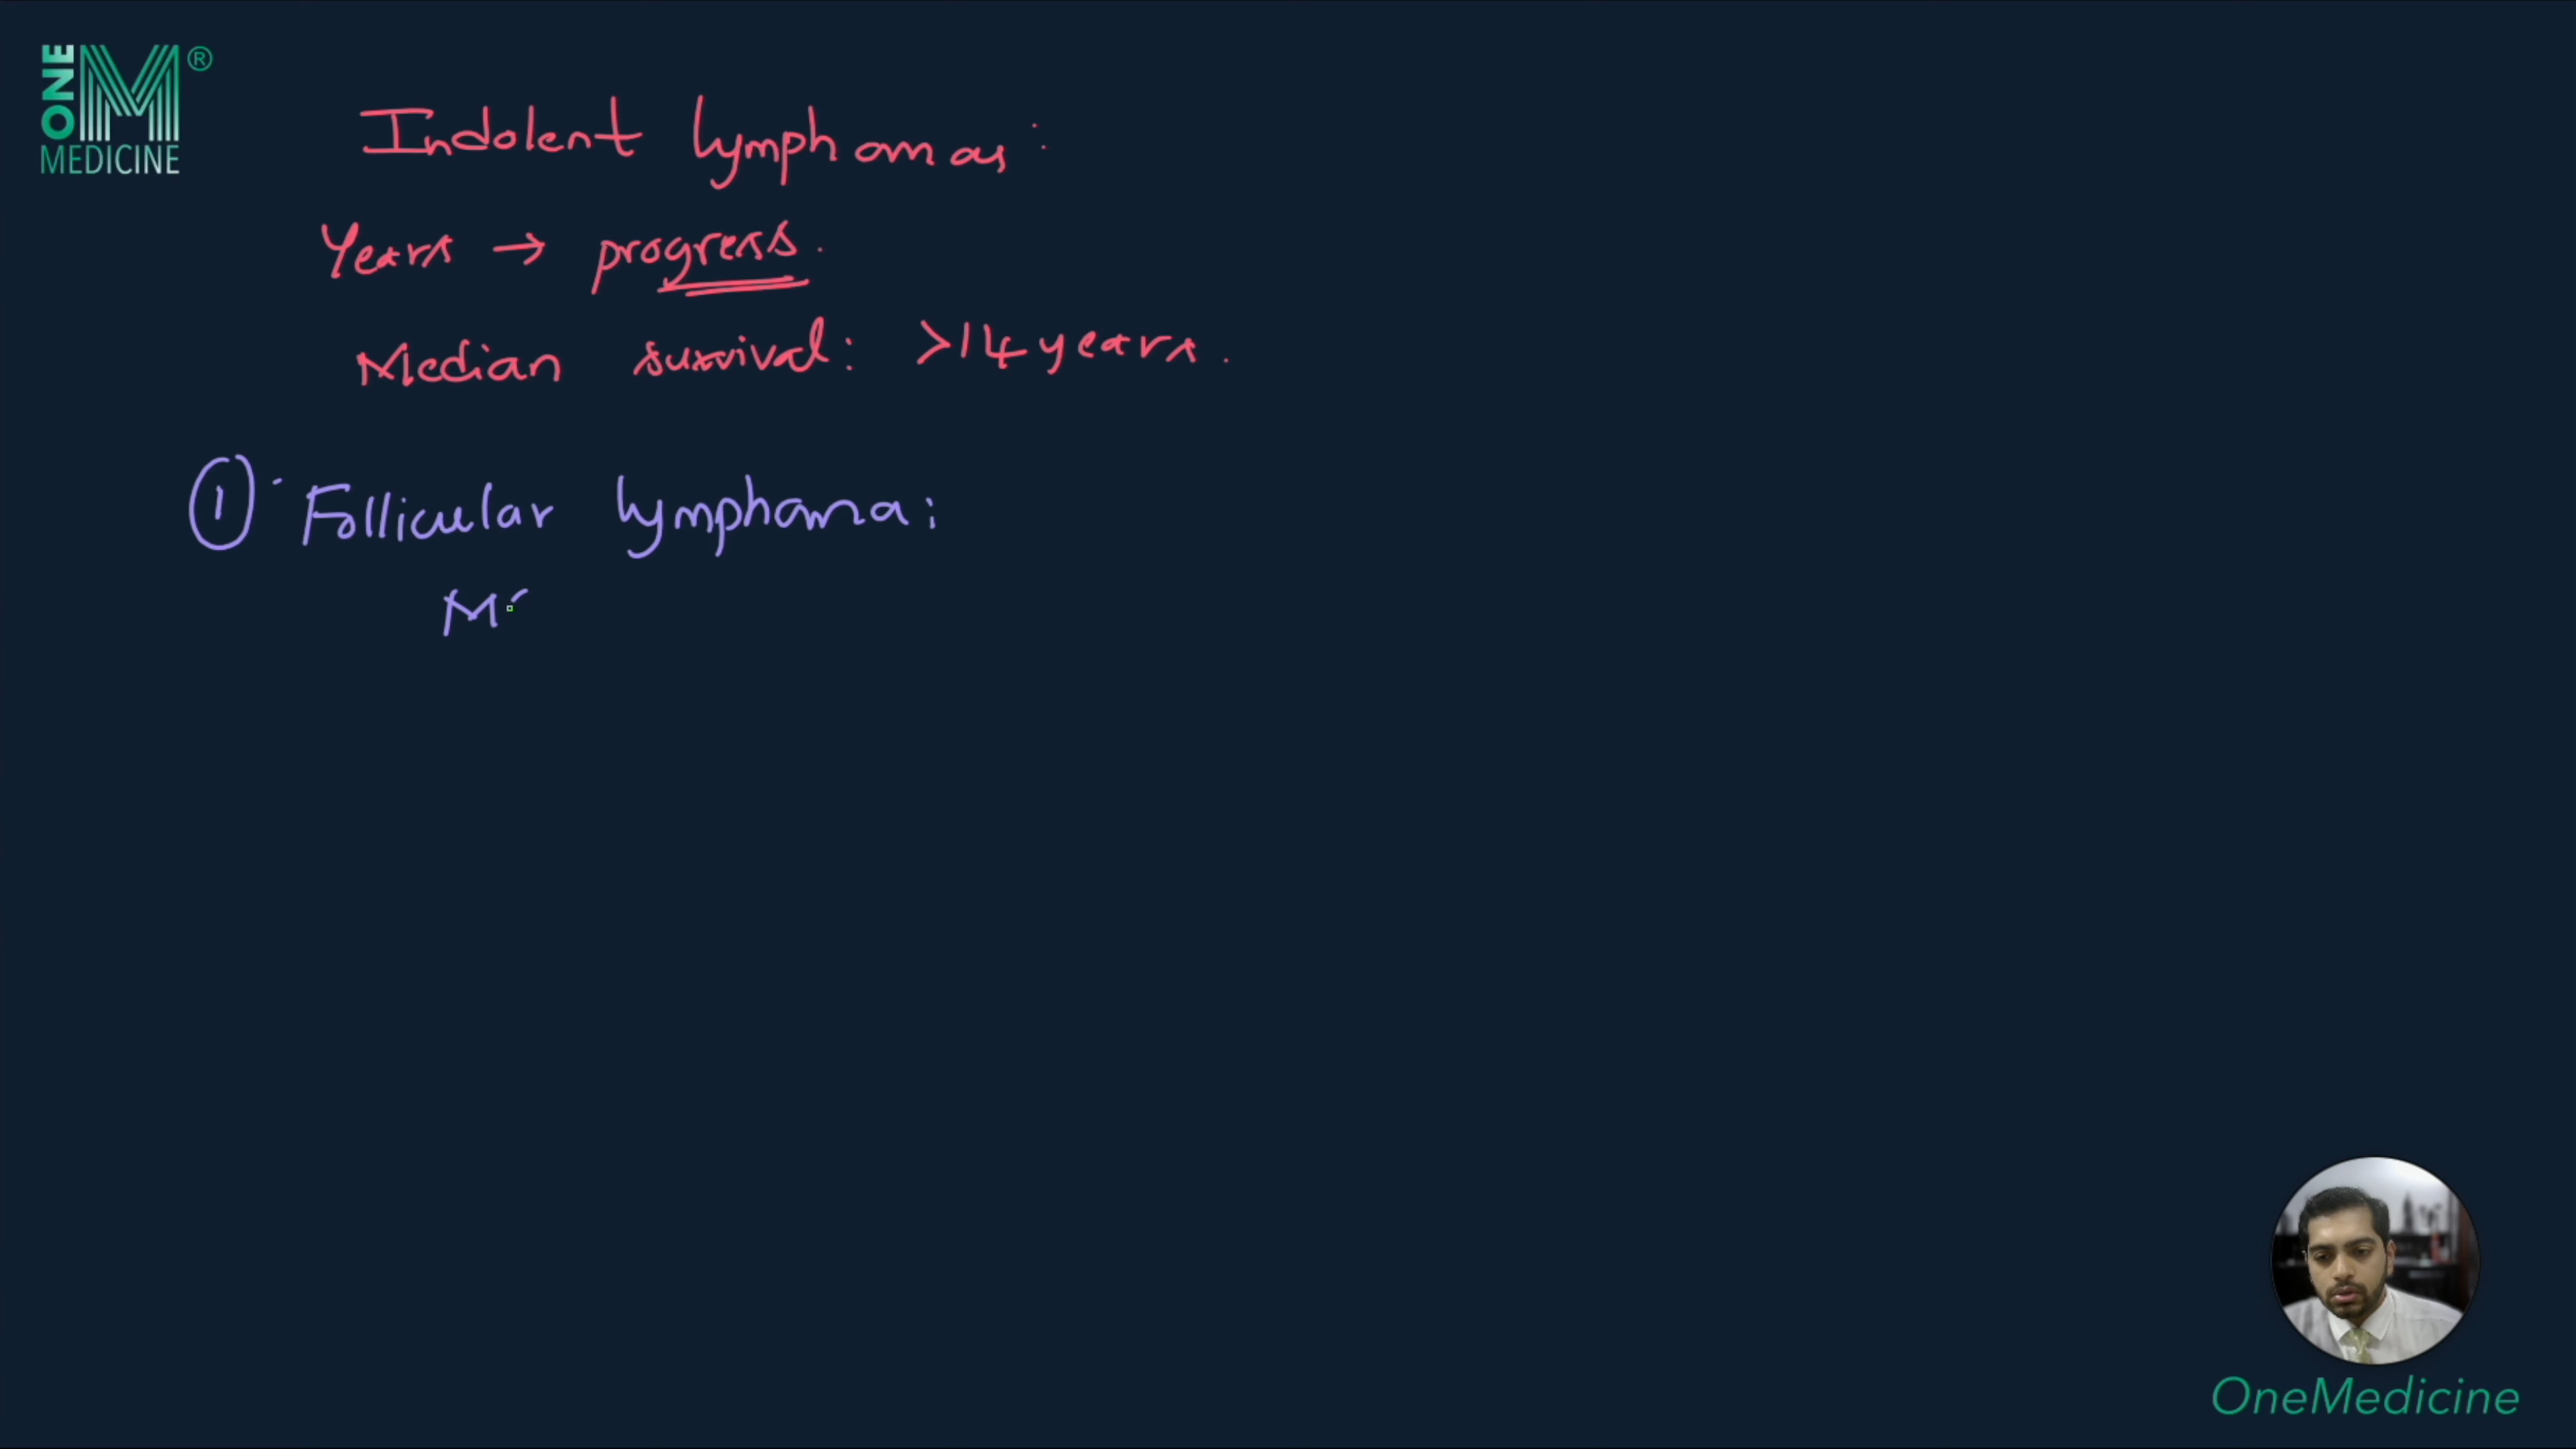 ONE M®
MEDICINE
Indolent lymphomas:
Years → progress.
Median survival: >14 years.
① Follicular lymphoma:
M
OneMedicine